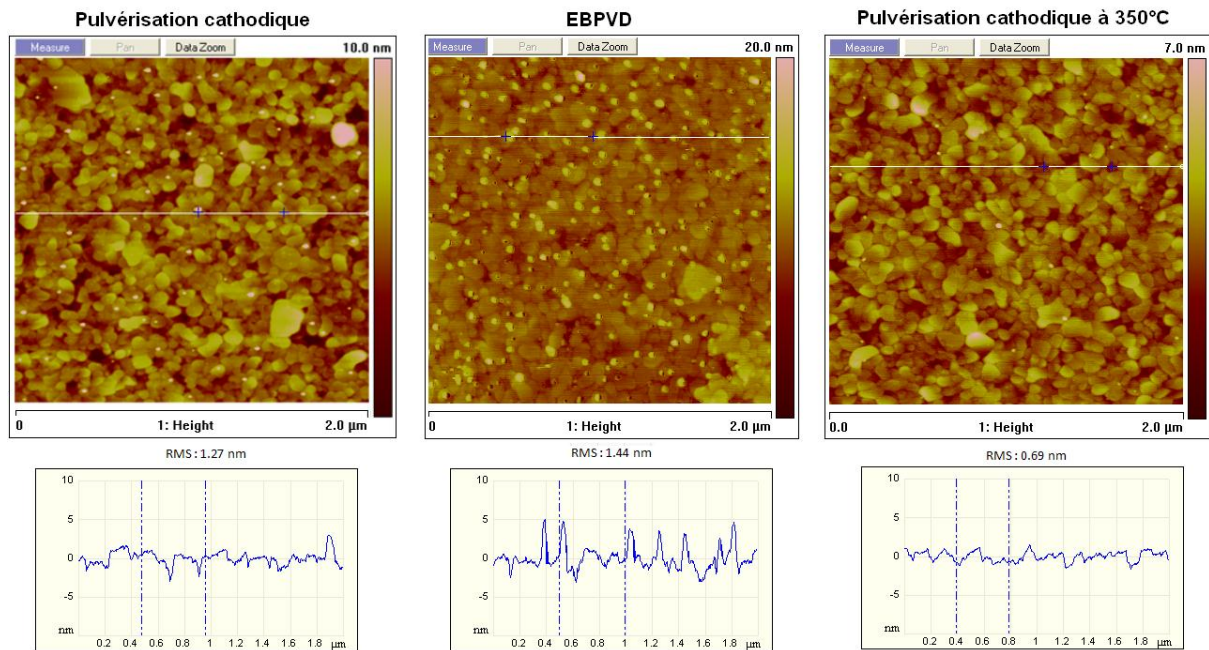 Pulvérisation cathodique
EBPVD
Pulvérisation cathodique à 350°C
Measure Pan Data Zoom 10.0 nm
Measure Pan Data Zoom 20.0 nm
Measure Pan Data Zoom 7.0 nm
0 1: Height 2.0 µm
0 1: Height 2.0 µm
0.0 1: Height 2.0 µm
RMS : 1.27 nm
RMS : 1.44 nm
RMS : 0.69 nm
10
5
0
-5
nm
0.2 0.4 0.6 0.8 1 1.2 1.4 1.6 1.8 µm
10
5
0
-5
nm
0.2 0.4 0.6 0.8 1 1.2 1.4 1.6 1.8 µm
10
5
0
-5
nm
0.2 0.4 0.6 0.8 1 1.2 1.4 1.6 1.8 µm